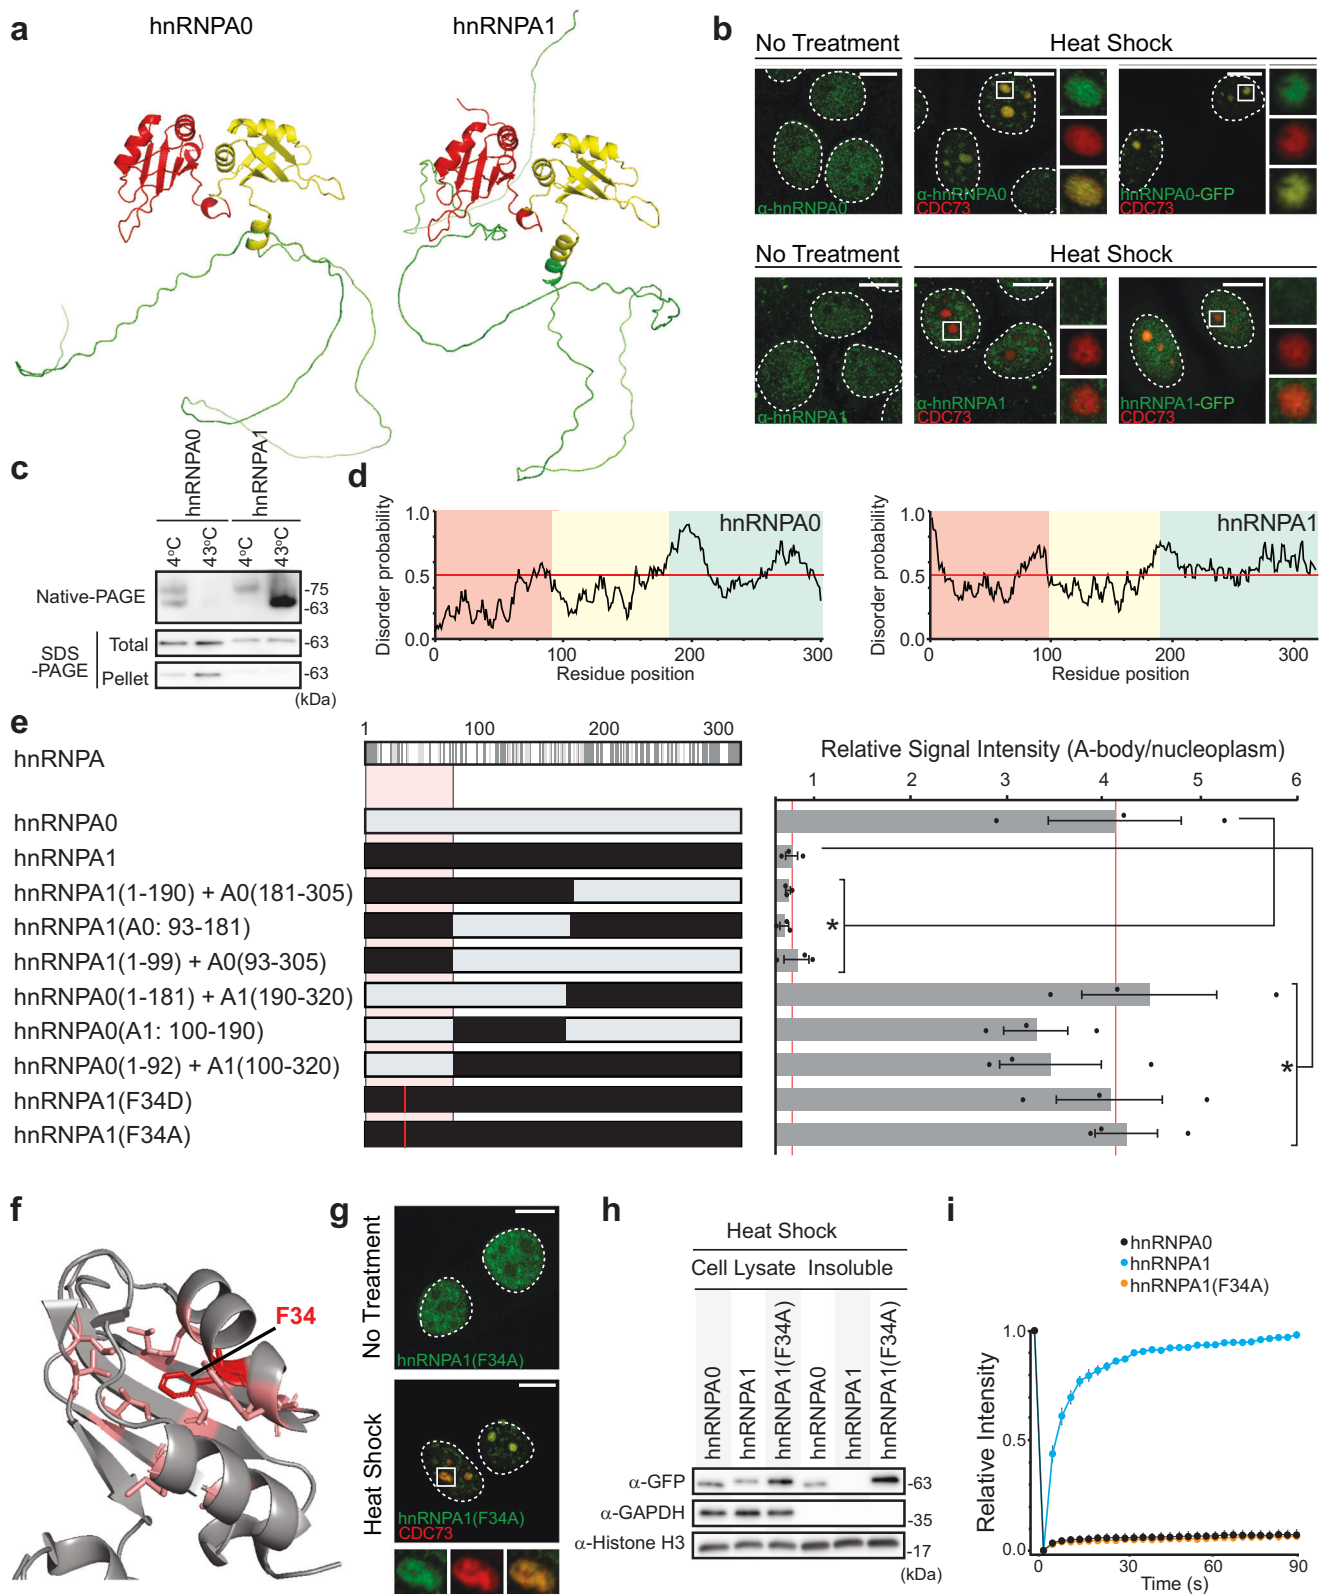 a
hnRNPA0
hnRNPA1
b
No Treatment
Heat Shock
α-hnRNPA0
α-hnRNPA0
CDC73
hnRNPA0-GFP
CDC73
No Treatment
Heat Shock
α-hnRNPA1
α-hnRNPA1
CDC73
hnRNPA1-GFP
CDC73
c
hnRNPA0
hnRNPA1
4°C
43°C
4°C
43°C
Native-PAGE
-75
-63
SDS
-PAGE
Total
-63
Pellet
-63
(kDa)
d
Disorder probability
1.0
0.5
0.0
hnRNPA0
0
100
200
300
Residue position
Disorder probability
1.0
0.5
0.0
hnRNPA1
0
100
200
300
Residue position
e
1
100
200
300
hnRNPA
Relative Signal Intensity (A-body/nucleoplasm)
1
2
3
4
5
6
hnRNPA0
hnRNPA1
hnRNPA1(1-190) + A0(181-305)
hnRNPA1(A0: 93-181)
*
hnRNPA1(1-99) + A0(93-305)
hnRNPA0(1-181) + A1(190-320)
hnRNPA0(A1: 100-190)
hnRNPA0(1-92) + A1(100-320)
*
hnRNPA1(F34D)
hnRNPA1(F34A)
f
F34
g
No Treatment
hnRNPA1(F34A)
Heat Shock
hnRNPA1(F34A)
CDC73
h
Heat Shock
Cell Lysate
Insoluble
hnRNPA0
hnRNPA1
hnRNPA1(F34A)
hnRNPA0
hnRNPA1
hnRNPA1(F34A)
α-GFP
-63
α-GAPDH
-35
α-Histone H3
-17
(kDa)
i
hnRNPA0
hnRNPA1
hnRNPA1(F34A)
Relative Intensity
1.0
0.5
0.0
0
30
60
90
Time (s)